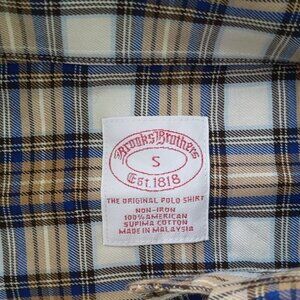 Brooks Brothers
S
Est. 1818
THE ORIGINAL POLO SHIRT
NON-IRON
100% AMERICAN
SUPIMA COTTON
MADE IN MALAYSIA